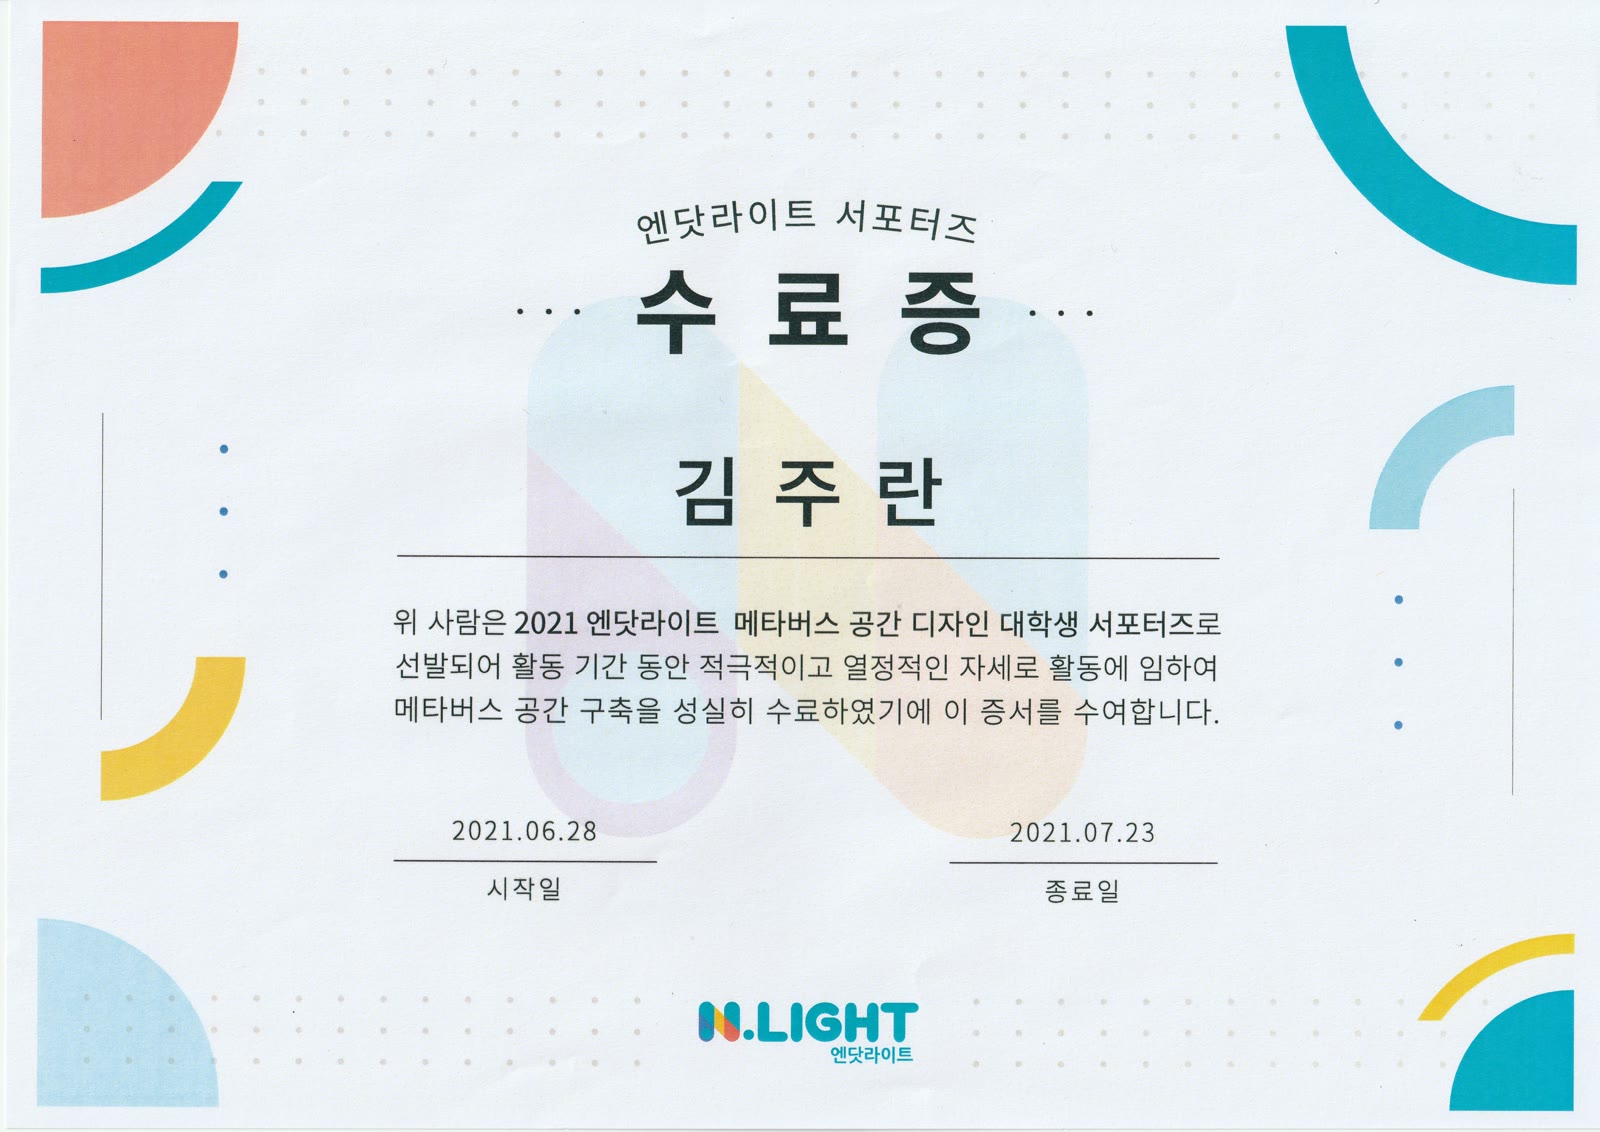 엔닷라이트 서포터즈
··· 수료증 ···
김주란
위 사람은 2021 엔닷라이트 메타버스 공간 디자인 대학생 서포터즈로
선발되어 활동 기간 동안 적극적이고 열정적인 자세로 활동에 임하여
메타버스 공간 구축을 성실히 수료하였기에 이 증서를 수여합니다.
2021.06.28
시작일
2021.07.23
종료일
N.LIGHT
엔닷라이트